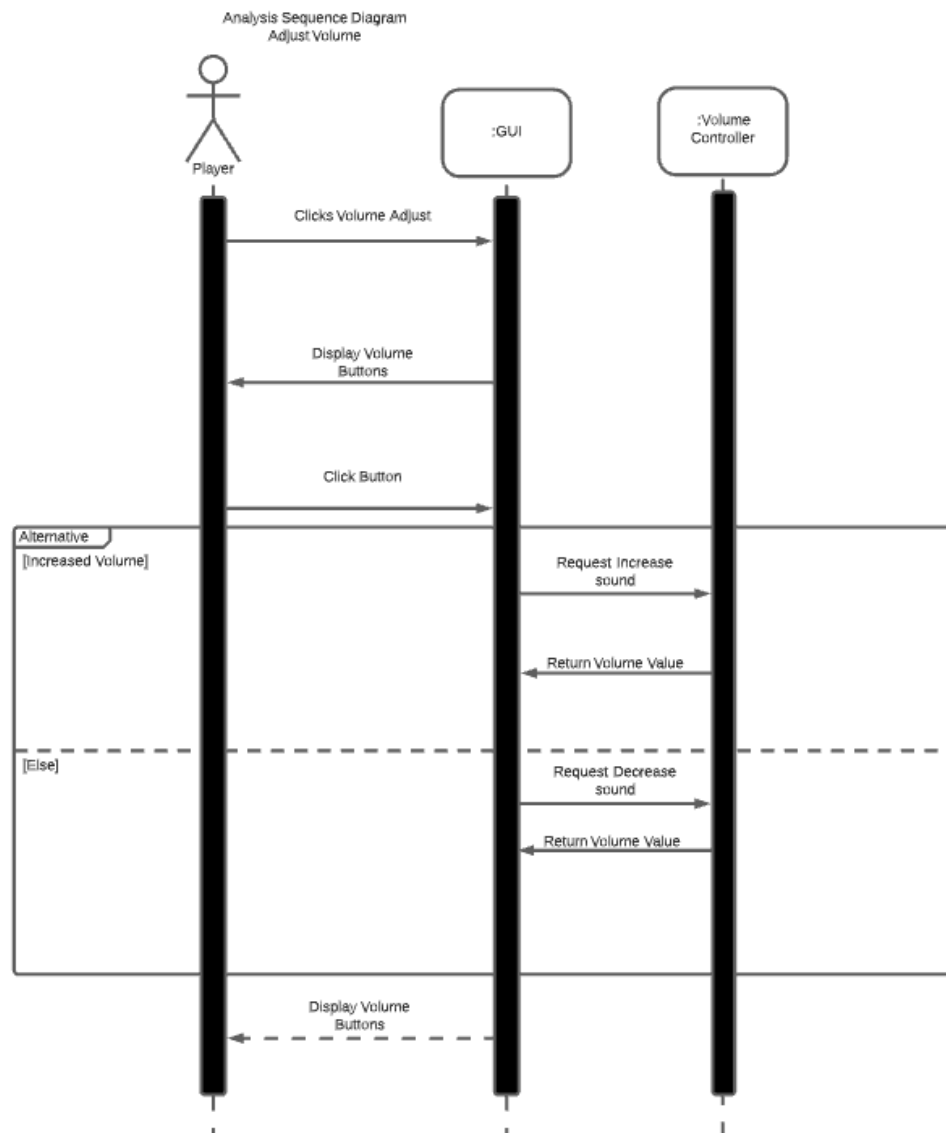 Analysis Sequence Diagram
Adjust Volume
Player
:GUI
:Volume
Controller
Clicks Volume Adjust
Display Volume
Buttons
Click Button
Alternative
[Increased Volume]
Request Increase
sound
Return Volume Value
[Else]
Request Decrease
sound
Return Volume Value
Display Volume
Buttons